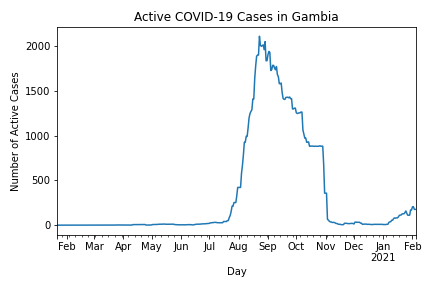 Active COVID-19 Cases in Gambia
2000
1500
1000
500
0
Number of Active Cases
Feb Mar Apr May Jun Jul Aug Sep Oct Nov Dec Jan Feb
2021
Day